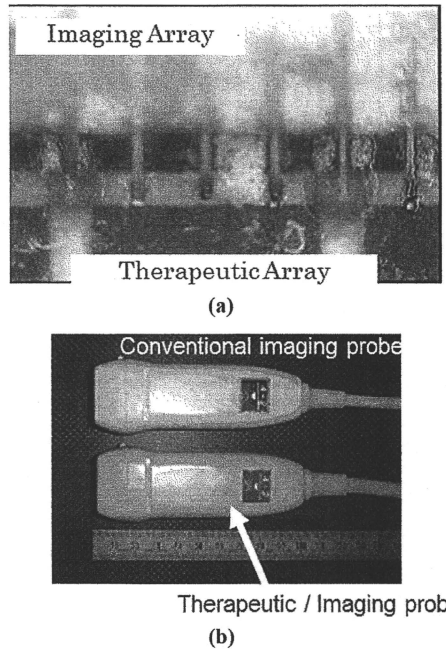 Imaging Array
Therapeutic Array
(a)
Conventional imaging probe
Therapeutic / Imaging prob
(b)